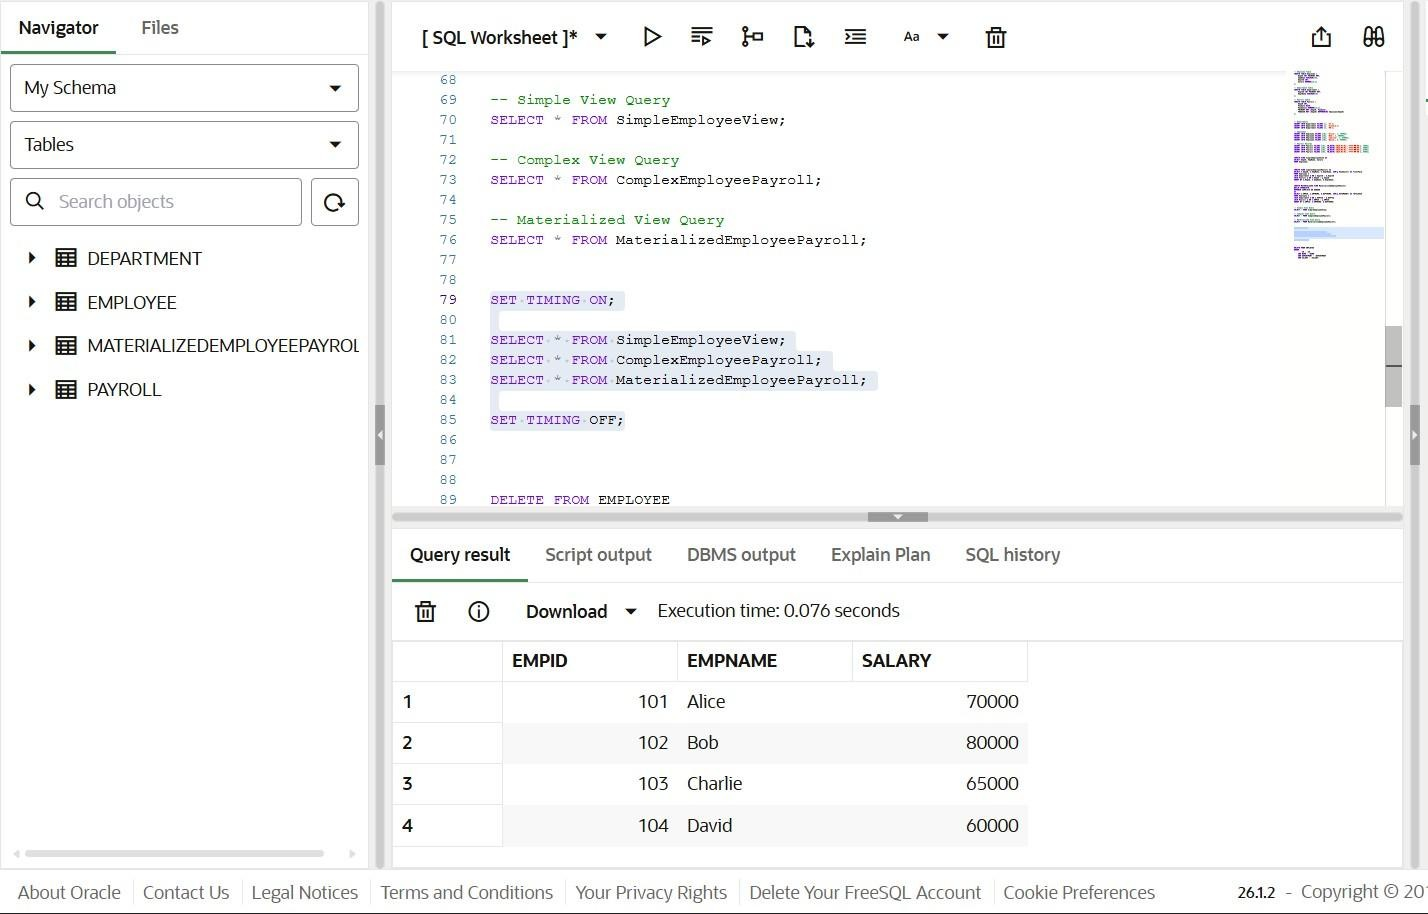 Navigator Files
My Schema
Tables
Search objects
DEPARTMENT
EMPLOYEE
MATERIALIZEDEMPLOYEEPAYROL
PAYROLL
[ SQL Worksheet ]* Aa
68
69 -- Simple View Query
70 SELECT * FROM SimpleEmployeeView;
71
72 -- Complex View Query
73 SELECT * FROM ComplexEmployeePayroll;
74
75 -- Materialized View Query
76 SELECT * FROM MaterializedEmployeePayroll;
77
78
79 SET TIMING ON;
80
81 SELECT * FROM SimpleEmployeeView;
82 SELECT * FROM ComplexEmployeePayroll;
83 SELECT * FROM MaterializedEmployeePayroll;
84
85 SET TIMING OFF;
86
87
88
89 DELETE FROM EMPLOYEE
Query result Script output DBMS output Explain Plan SQL history
Download Execution time: 0.076 seconds
EMPID EMPNAME SALARY
1 101 Alice 70000
2 102 Bob 80000
3 103 Charlie 65000
4 104 David 60000
About Oracle Contact Us Legal Notices Terms and Conditions Your Privacy Rights Delete Your FreeSQL Account Cookie Preferences 26.1.2 - Copyright © 20